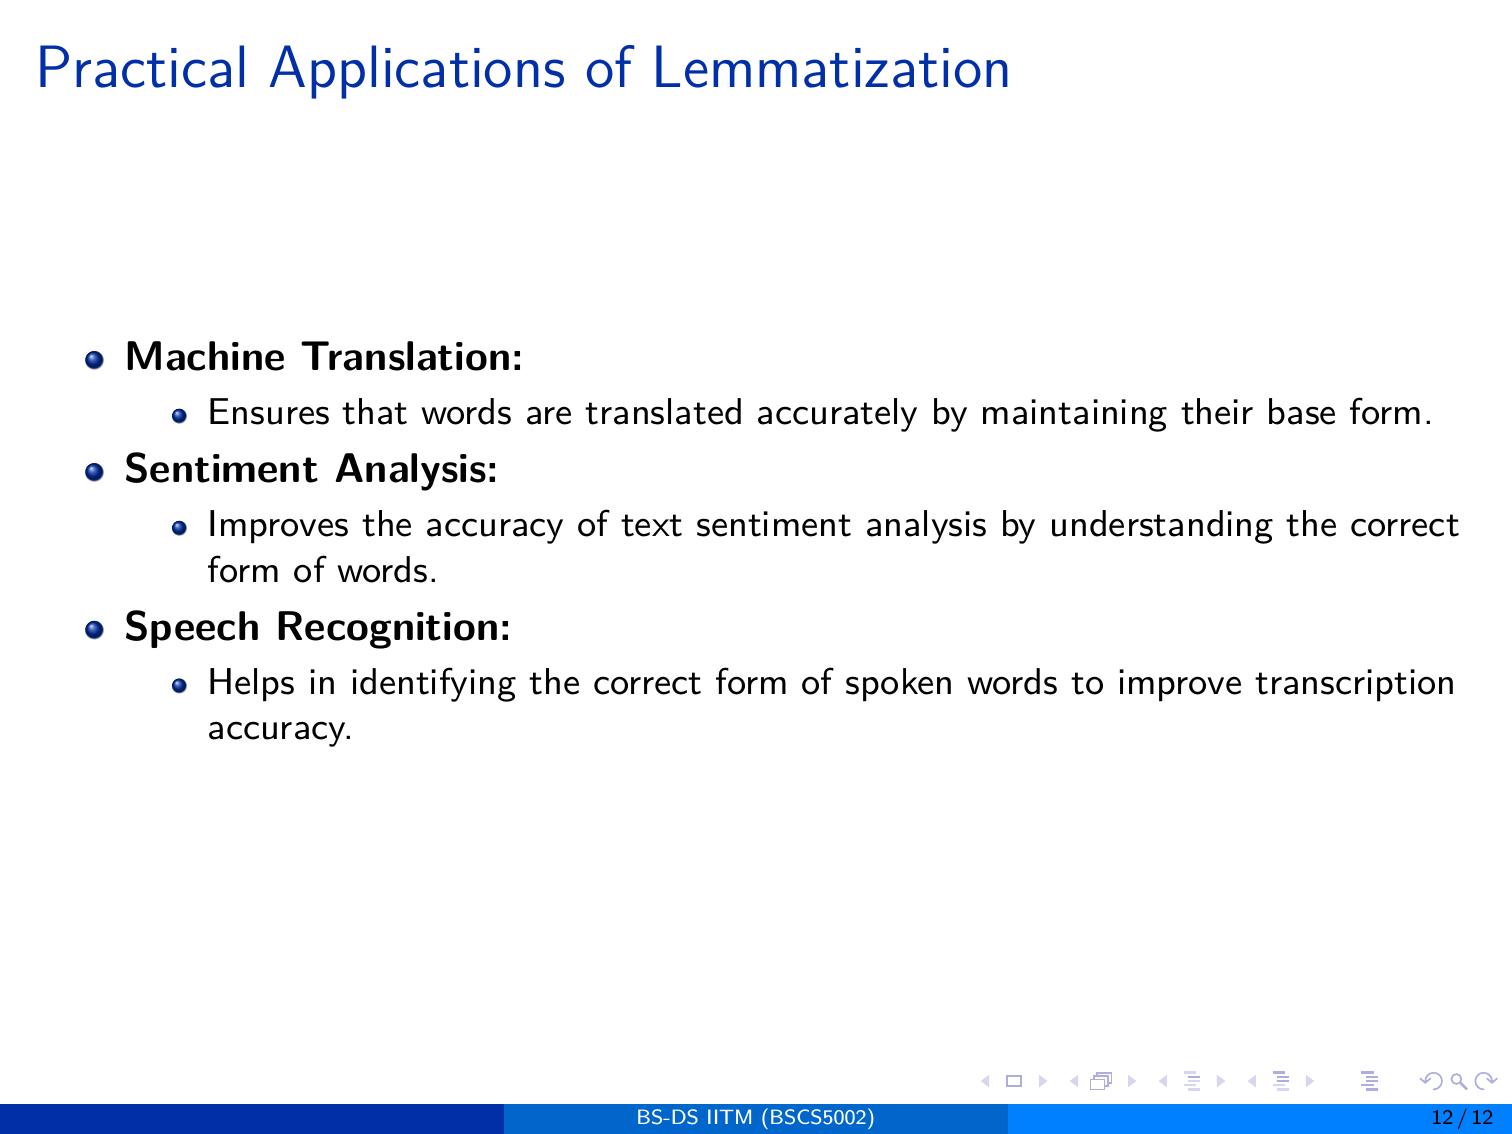 Practical Applications of Lemmatization
Machine Translation:
Ensures that words are translated accurately by maintaining their base form.
Sentiment Analysis:
Improves the accuracy of text sentiment analysis by understanding the correct
form of words.
Speech Recognition:
Helps in identifying the correct form of spoken words to improve transcription
accuracy.
BS-DS IITM (BSCS5002)
12 / 12